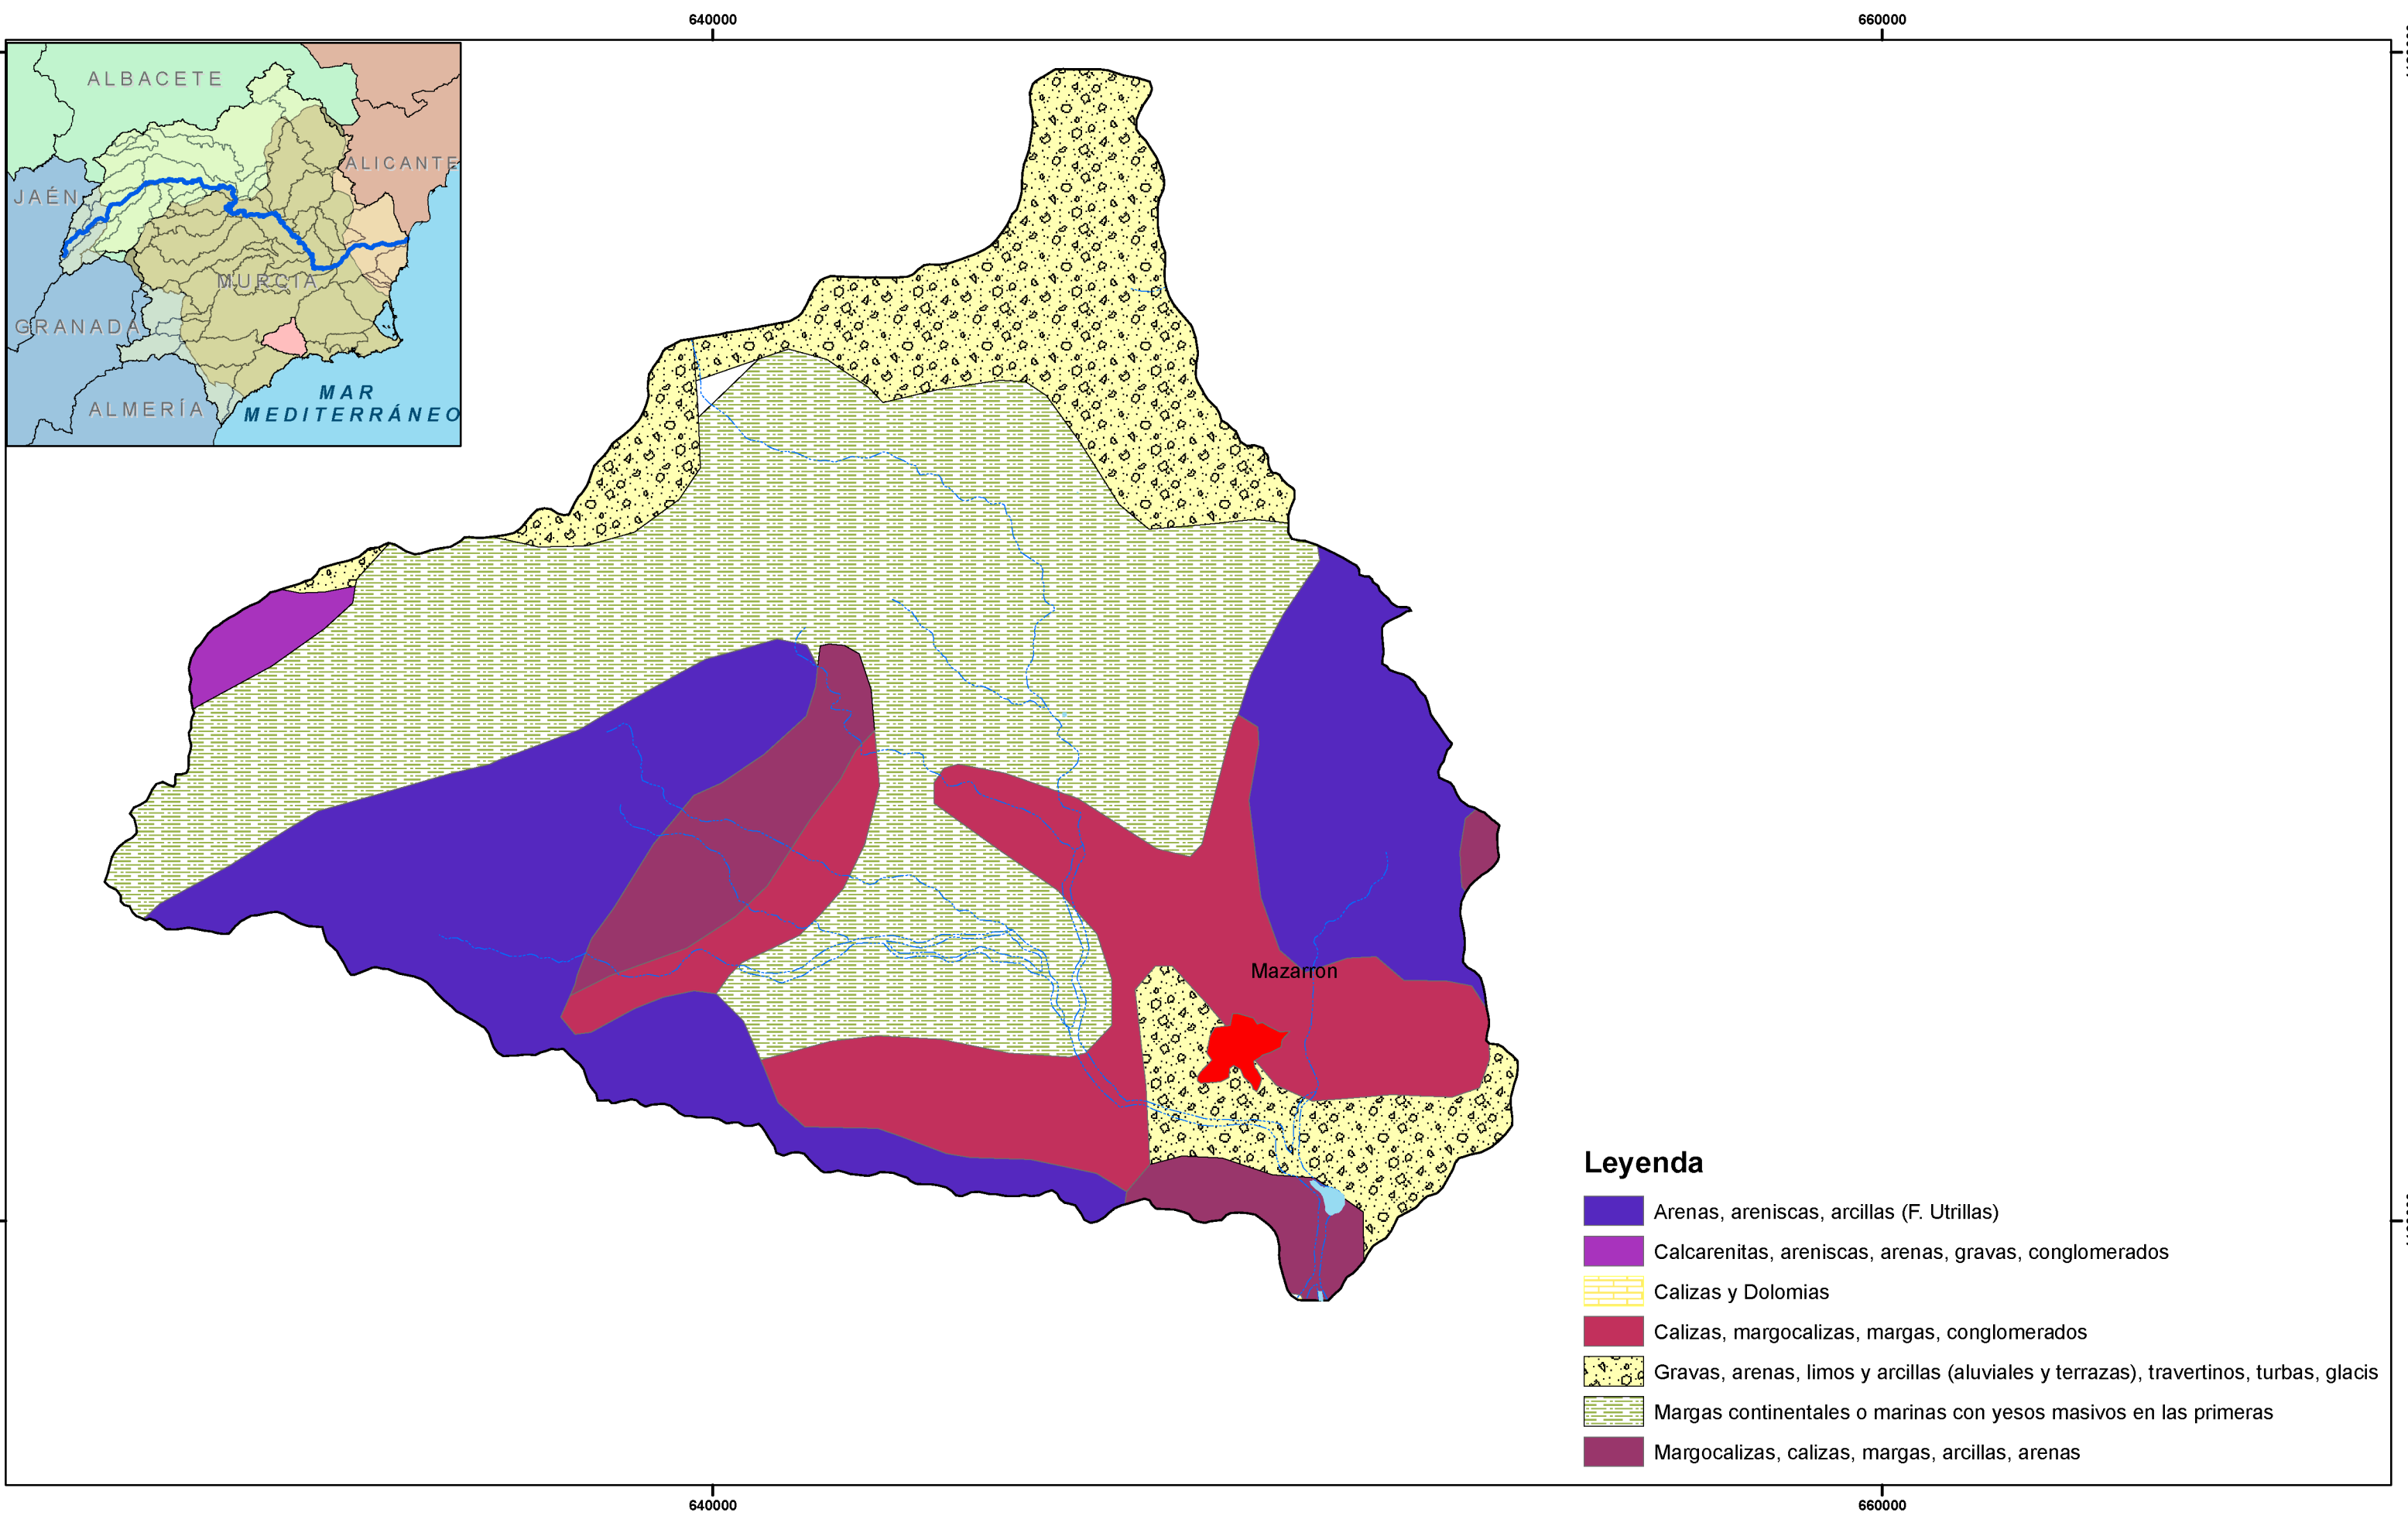 640000
660000
ALBACETE
ALICANTE
JAÉN
MURCIA
GRANADA
ALMERÍA
MAR
MEDITERRÁNEO
Mazarron
Leyenda
Arenas, areniscas, arcillas (F. Utrillas)
Calcarenitas, areniscas, arenas, gravas, conglomerados
Calizas y Dolomias
Calizas, margocalizas, margas, conglomerados
Gravas, arenas, limos y arcillas (aluviales y terrazas), travertinos, turbas, glacis
Margas continentales o marinas con yesos masivos en las primeras
Margocalizas, calizas, margas, arcillas, arenas
640000
660000